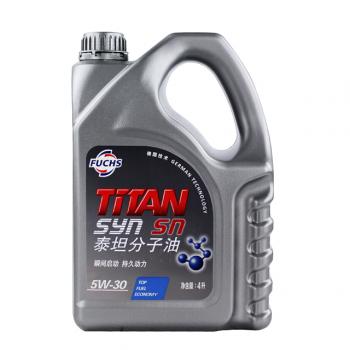 FUCHS
德国技术 GERMAN TECHNOLOGY
TITAN
SYN SN
泰坦分子油
瞬间启动 持久动力
5W-30
TOP
FUEL
ECONOMY
净含量:4升